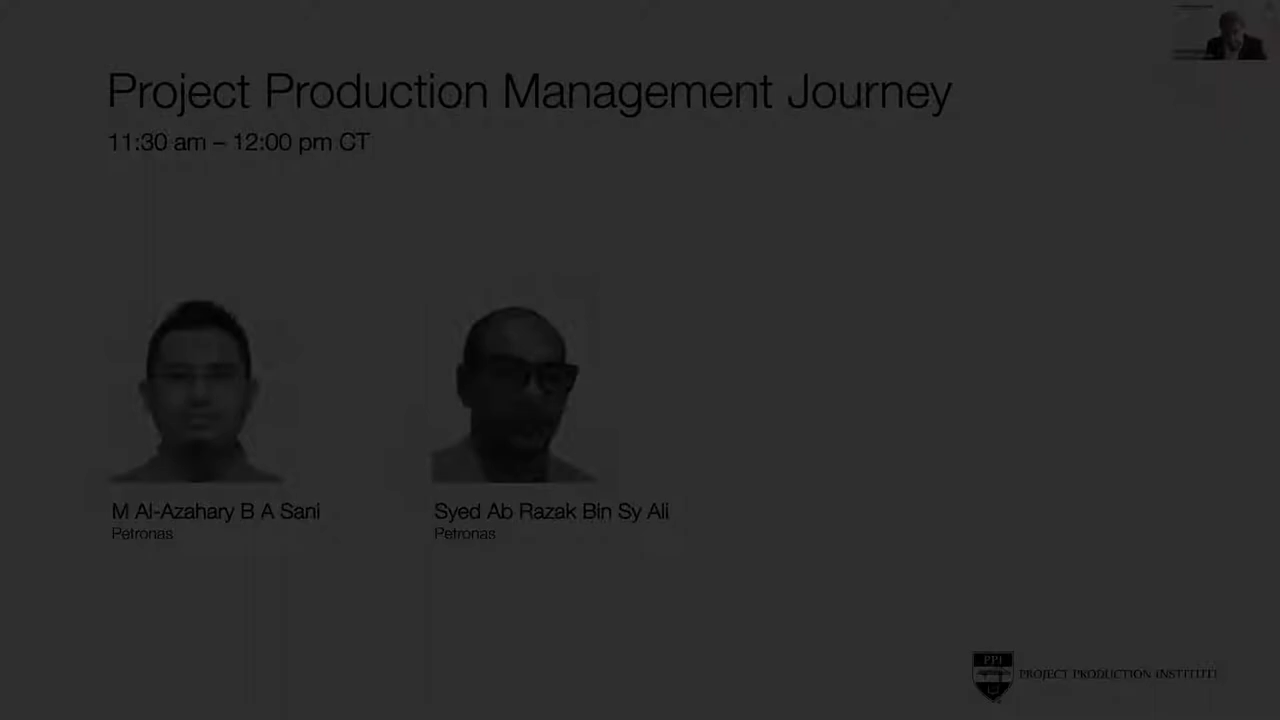 Project Production Management Journey
11:30 am – 12:00 pm CT
M Al-Azahary B A Sani
Petronas
Syed Ab Razak Bin Sy Ali
Petronas
PPI
PROJECT PRODUCTION INSTITUTE